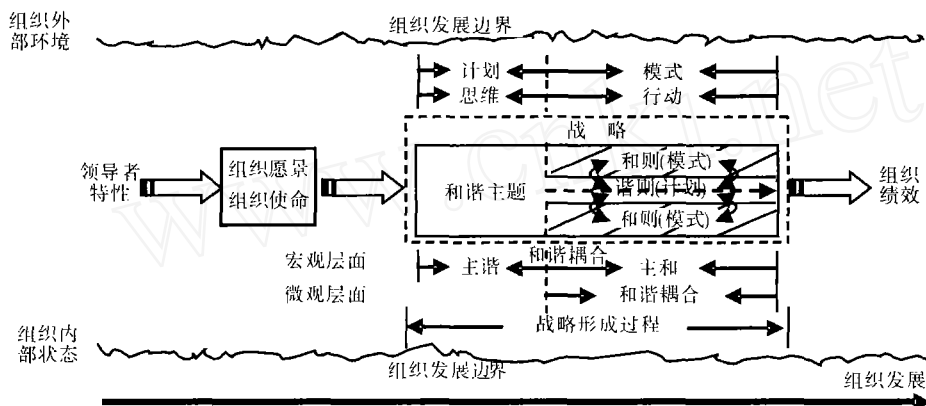 组织外
部环境
组织发展边界
计划
模式
思维
行动
战 略
领导者
特性
组织愿景
组织使命
和谐主题
和则(模式)
谐则(计划)
和则(模式)
组织
绩效
宏观层面
主谐
和谐耦合
主和
微观层面
和谐耦合
战略形成过程
组织内
部状态
组织发展边界
组织发展
www.cnki.net